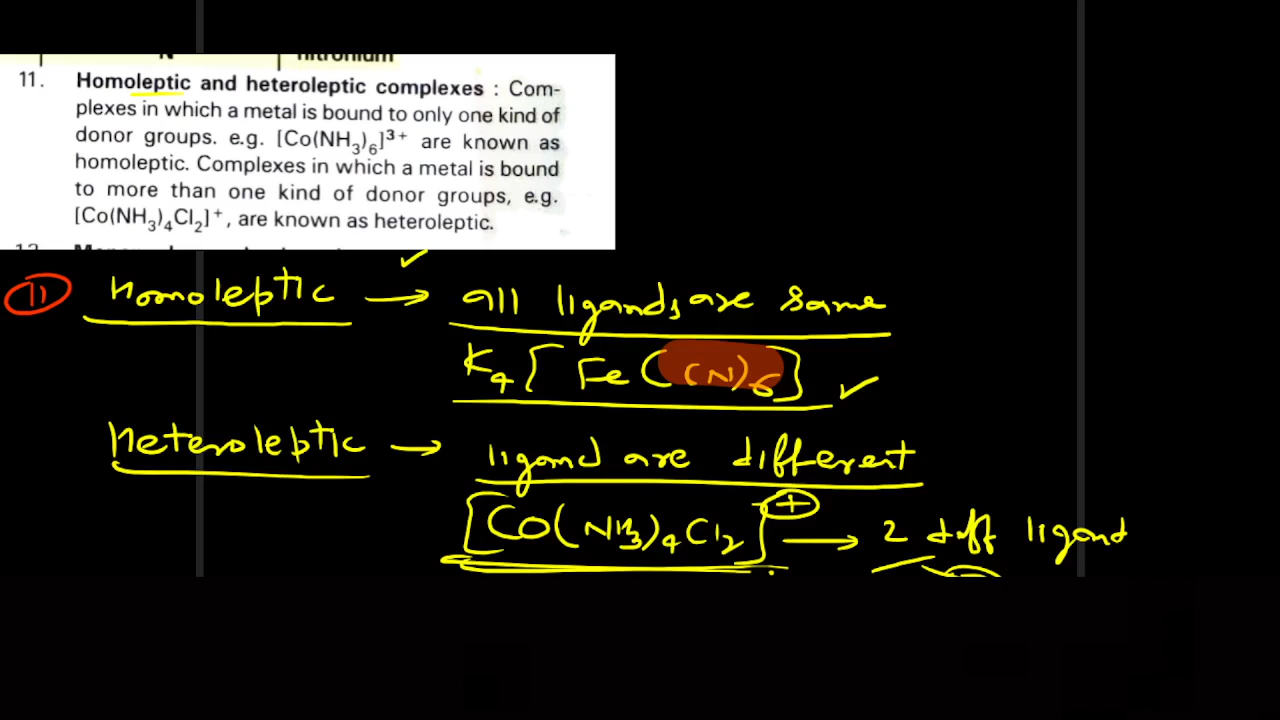 nitronium
11. Homoleptic and heteroleptic complexes : Com-
plexes in which a metal is bound to only one kind of
donor groups. e.g. [Co(NH₃)₆]³⁺ are known as
homoleptic. Complexes in which a metal is bound
to more than one kind of donor groups, e.g.
[Co(NH₃)₄Cl₂]⁺, are known as heteroleptic.
11 Homoleptic → all ligands are same
K₄[Fe(CN)₆]
Heteroleptic → ligand are different
[Co(NH₃)₄Cl₂]⁺ → 2 diff ligand